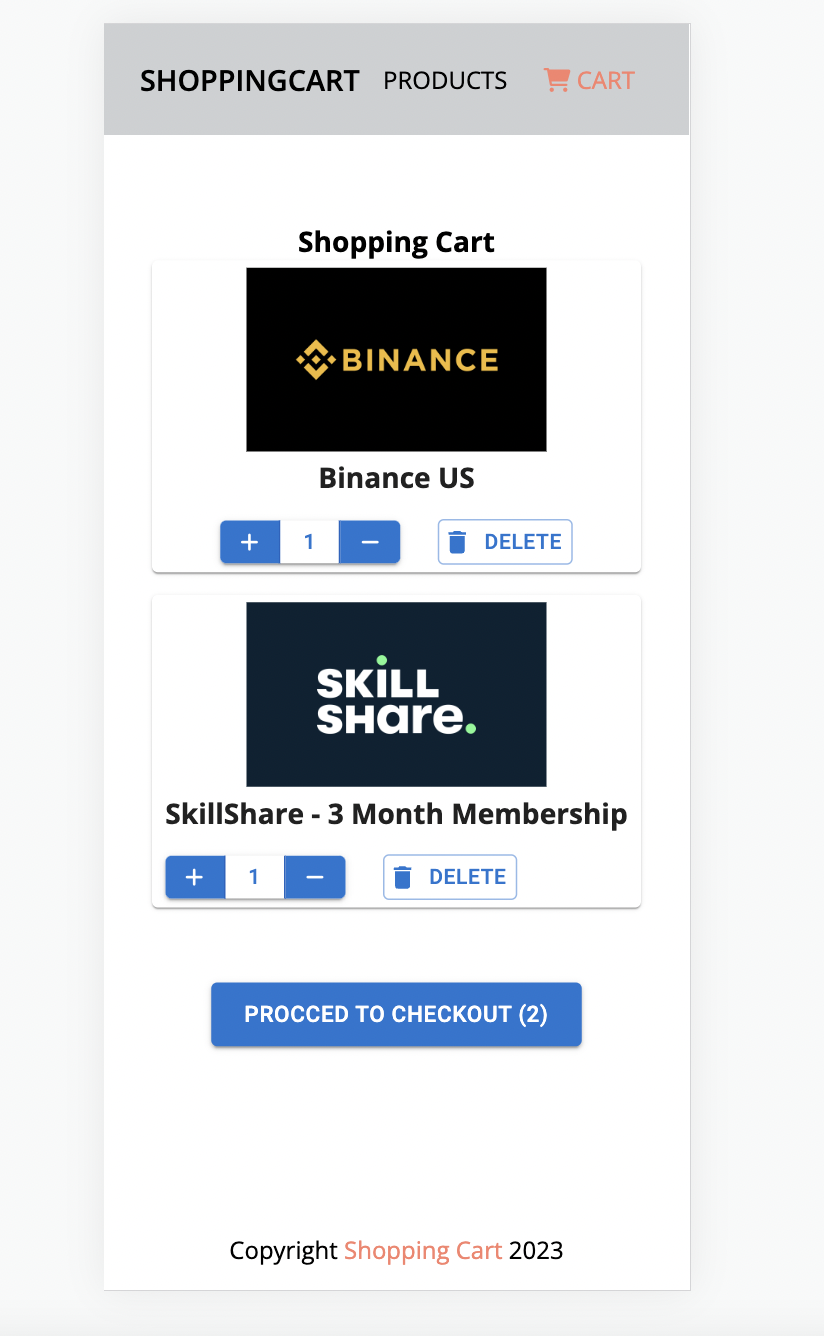 SHOPPINGCART PRODUCTS CART
Shopping Cart
BINANCE
Binance US
+ 1 − DELETE
SKILL
SHare.
SkillShare - 3 Month Membership
+ 1 − DELETE
PROCCED TO CHECKOUT (2)
Copyright Shopping Cart 2023